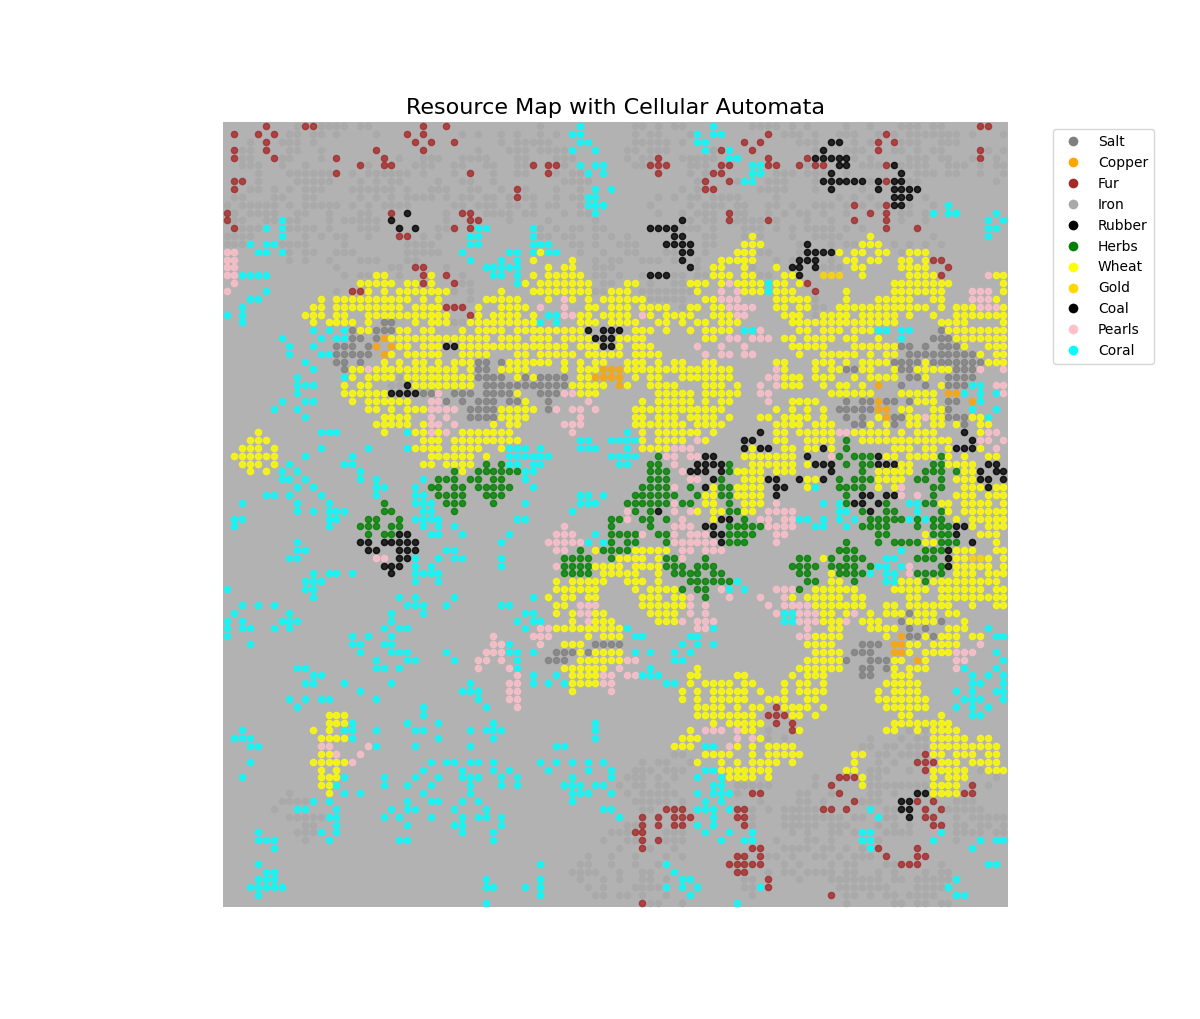 Resource Map with Cellular Automata
Salt
Copper
Fur
Iron
Rubber
Herbs
Wheat
Gold
Coal
Pearls
Coral